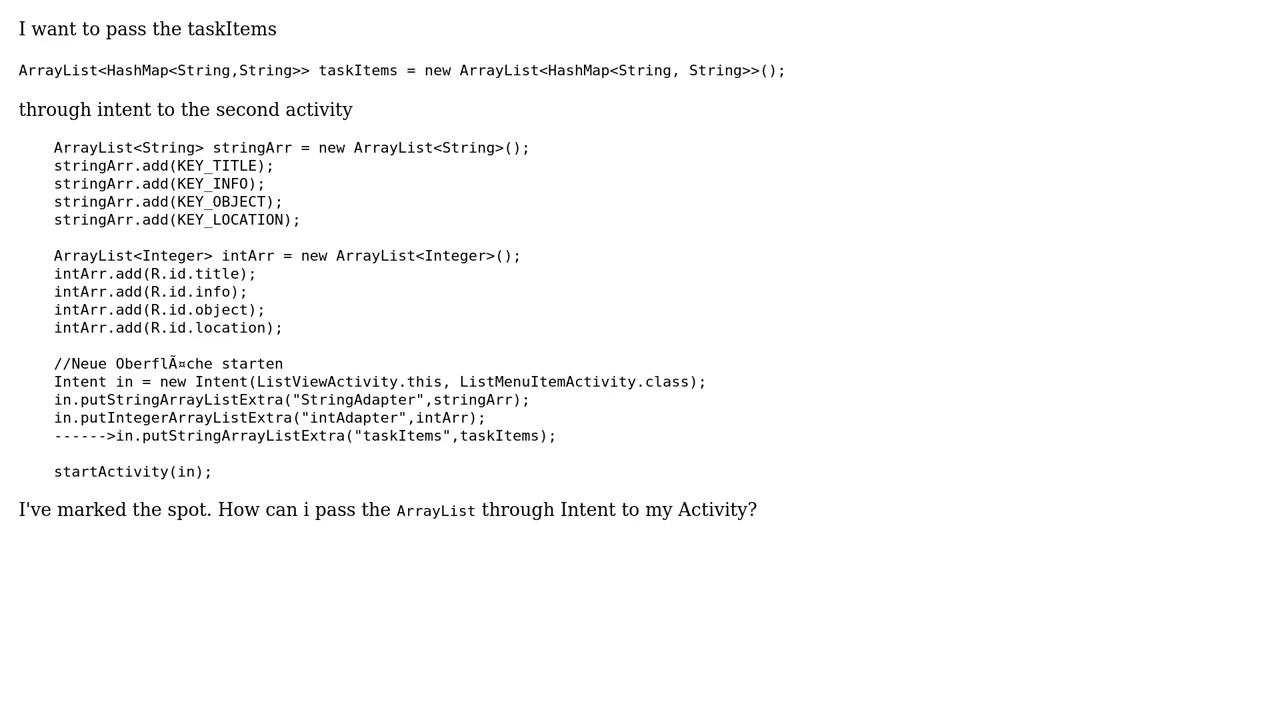 I want to pass the taskItems
ArrayList<HashMap<String,String>> taskItems = new ArrayList<HashMap<String, String>>();
through intent to the second activity
ArrayList<String> stringArr = new ArrayList<String>();
stringArr.add(KEY_TITLE);
stringArr.add(KEY_INFO);
stringArr.add(KEY_OBJECT);
stringArr.add(KEY_LOCATION);
ArrayList<Integer> intArr = new ArrayList<Integer>();
intArr.add(R.id.title);
intArr.add(R.id.info);
intArr.add(R.id.object);
intArr.add(R.id.location);
//Neue OberflÃ¤che starten
Intent in = new Intent(ListViewActivity.this, ListMenuItemActivity.class);
in.putStringArrayListExtra("StringAdapter",stringArr);
in.putIntegerArrayListExtra("intAdapter",intArr);
------>in.putStringArrayListExtra("taskItems",taskItems);
startActivity(in);
I've marked the spot. How can i pass the ArrayList through Intent to my Activity?